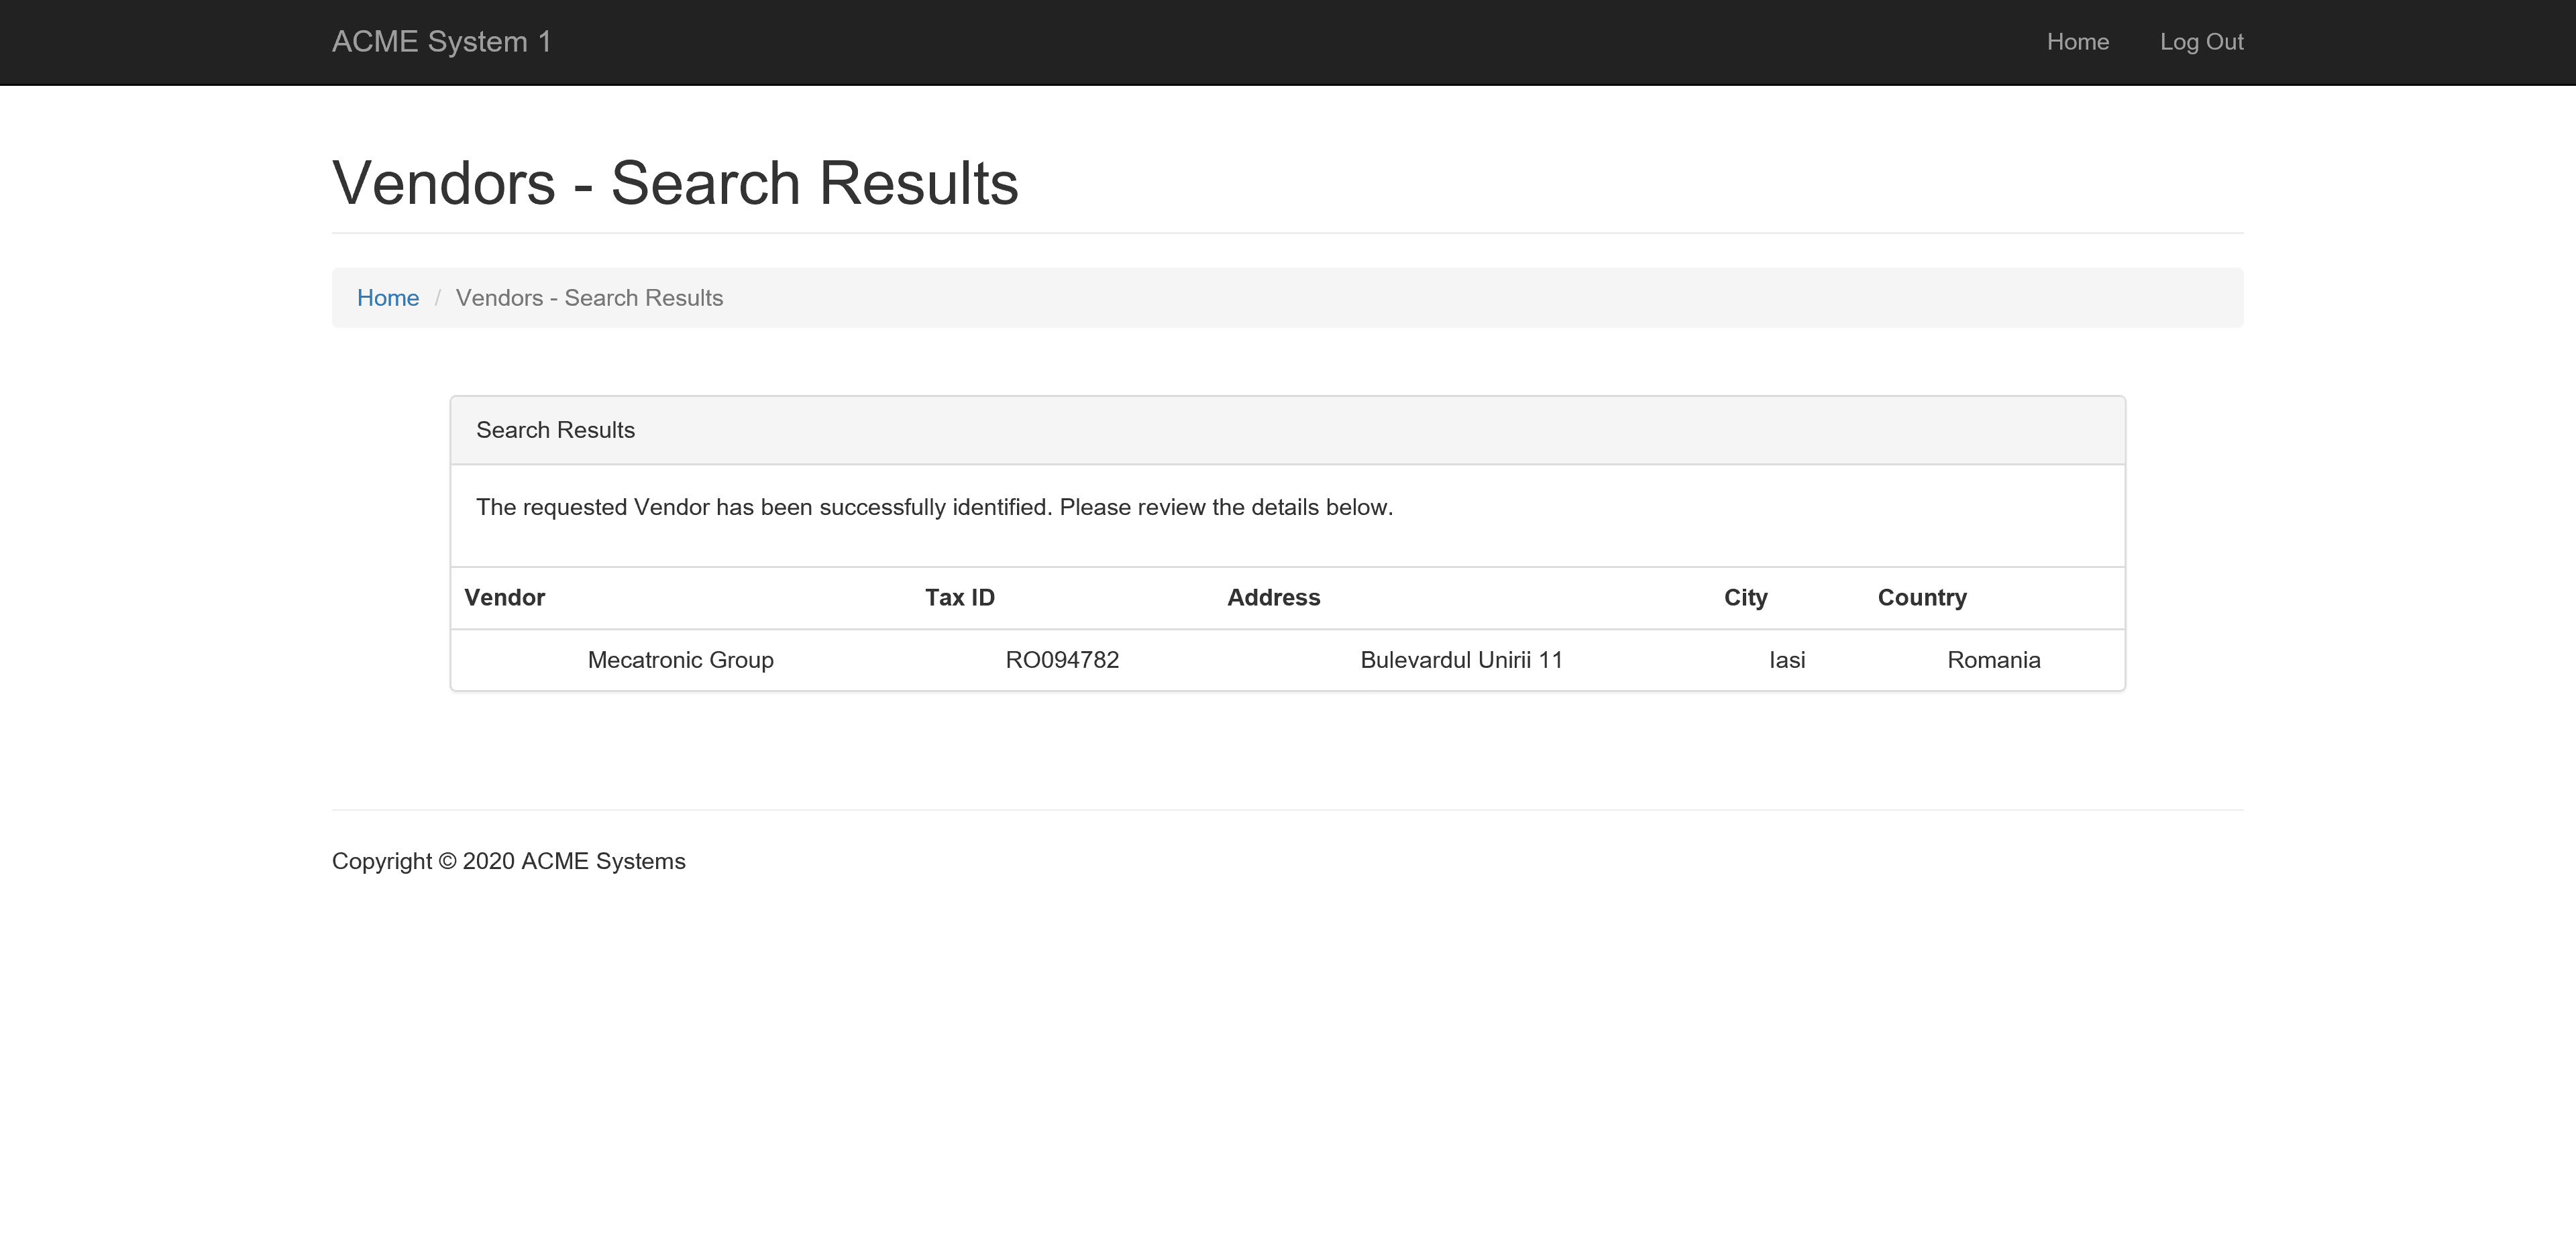 ACME System 1 Home Log Out
Vendors - Search Results
Home / Vendors - Search Results
Search Results
The requested Vendor has been successfully identified. Please review the details below.
Vendor Tax ID Address City Country
Mecatronic Group RO094782 Bulevardul Unirii 11 Iasi Romania
Copyright © 2020 ACME Systems